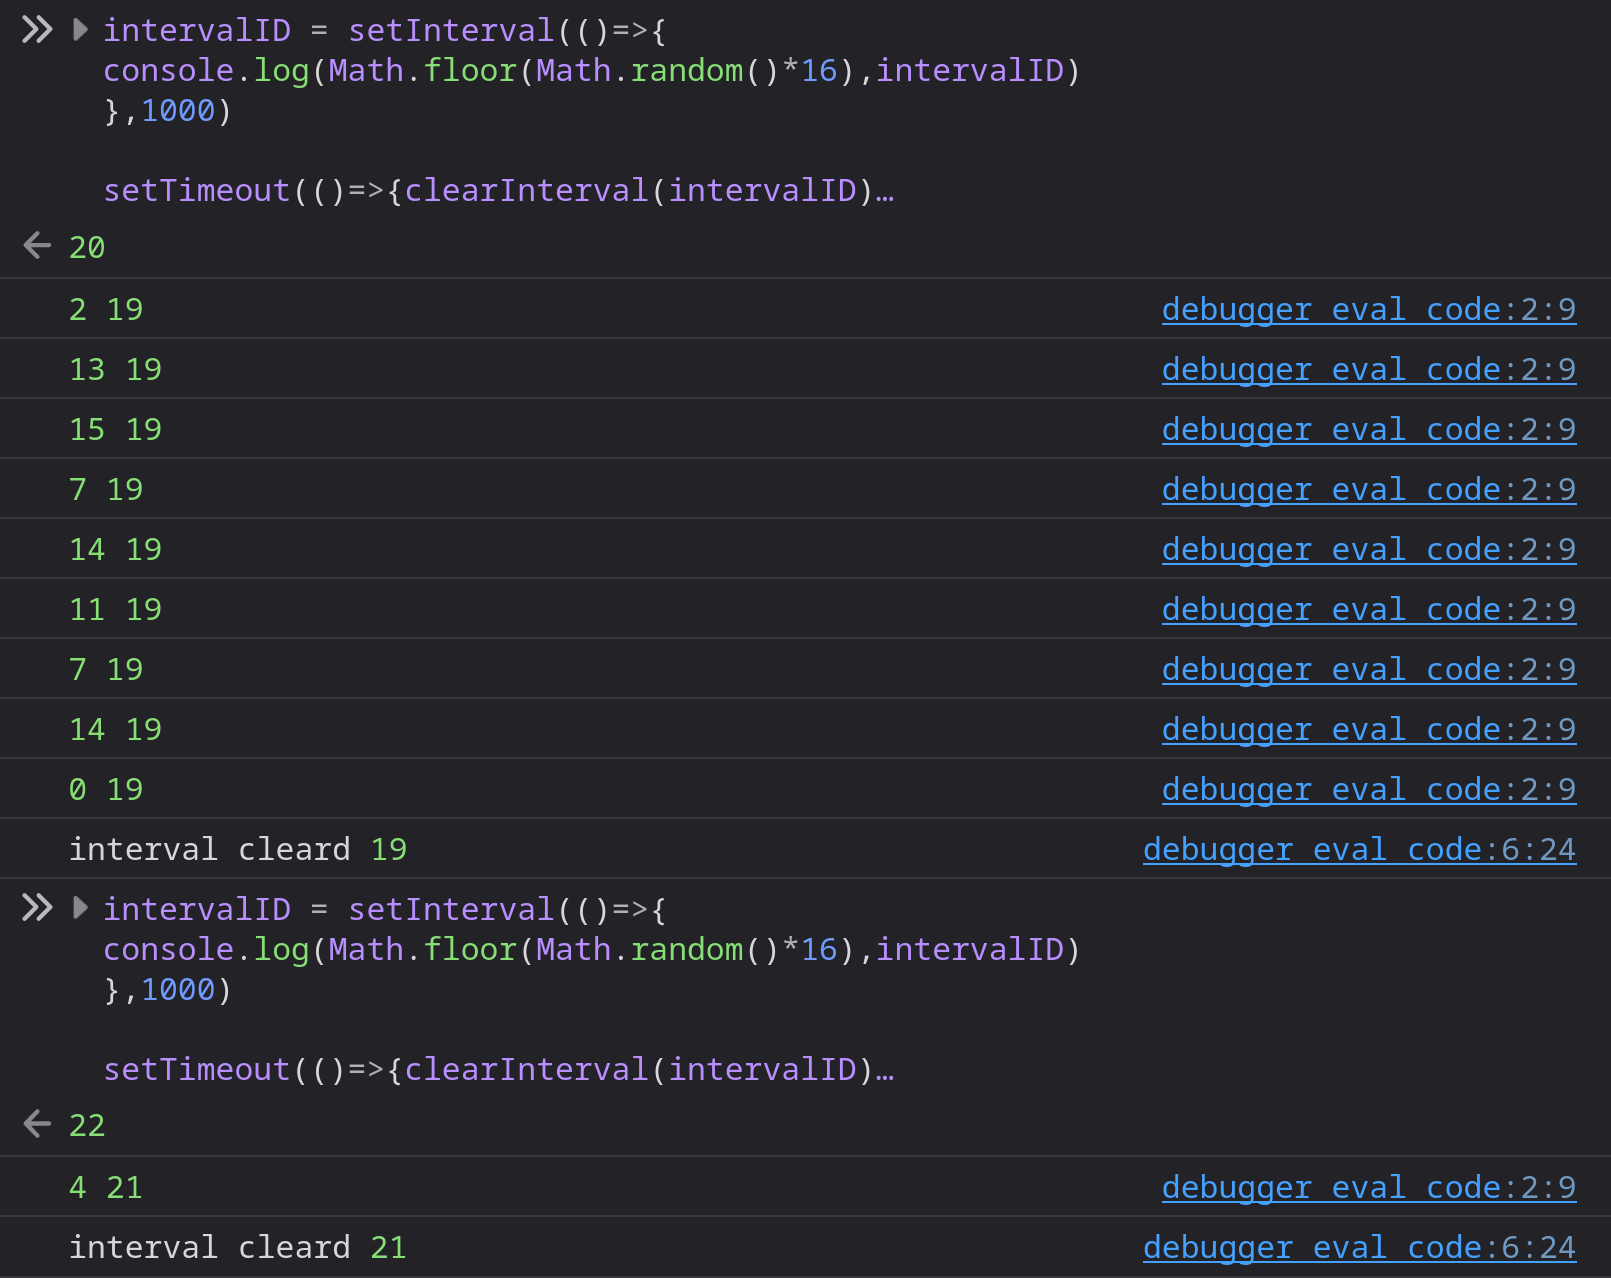 intervalID = setInterval(()=>{
console.log(Math.floor(Math.random()*16),intervalID)
},1000)
setTimeout(()=>{clearInterval(intervalID)…
20
2 19 debugger eval code:2:9
13 19 debugger eval code:2:9
15 19 debugger eval code:2:9
7 19 debugger eval code:2:9
14 19 debugger eval code:2:9
11 19 debugger eval code:2:9
7 19 debugger eval code:2:9
14 19 debugger eval code:2:9
0 19 debugger eval code:2:9
interval cleard 19 debugger eval code:6:24
intervalID = setInterval(()=>{
console.log(Math.floor(Math.random()*16),intervalID)
},1000)
setTimeout(()=>{clearInterval(intervalID)…
22
4 21 debugger eval code:2:9
interval cleard 21 debugger eval code:6:24